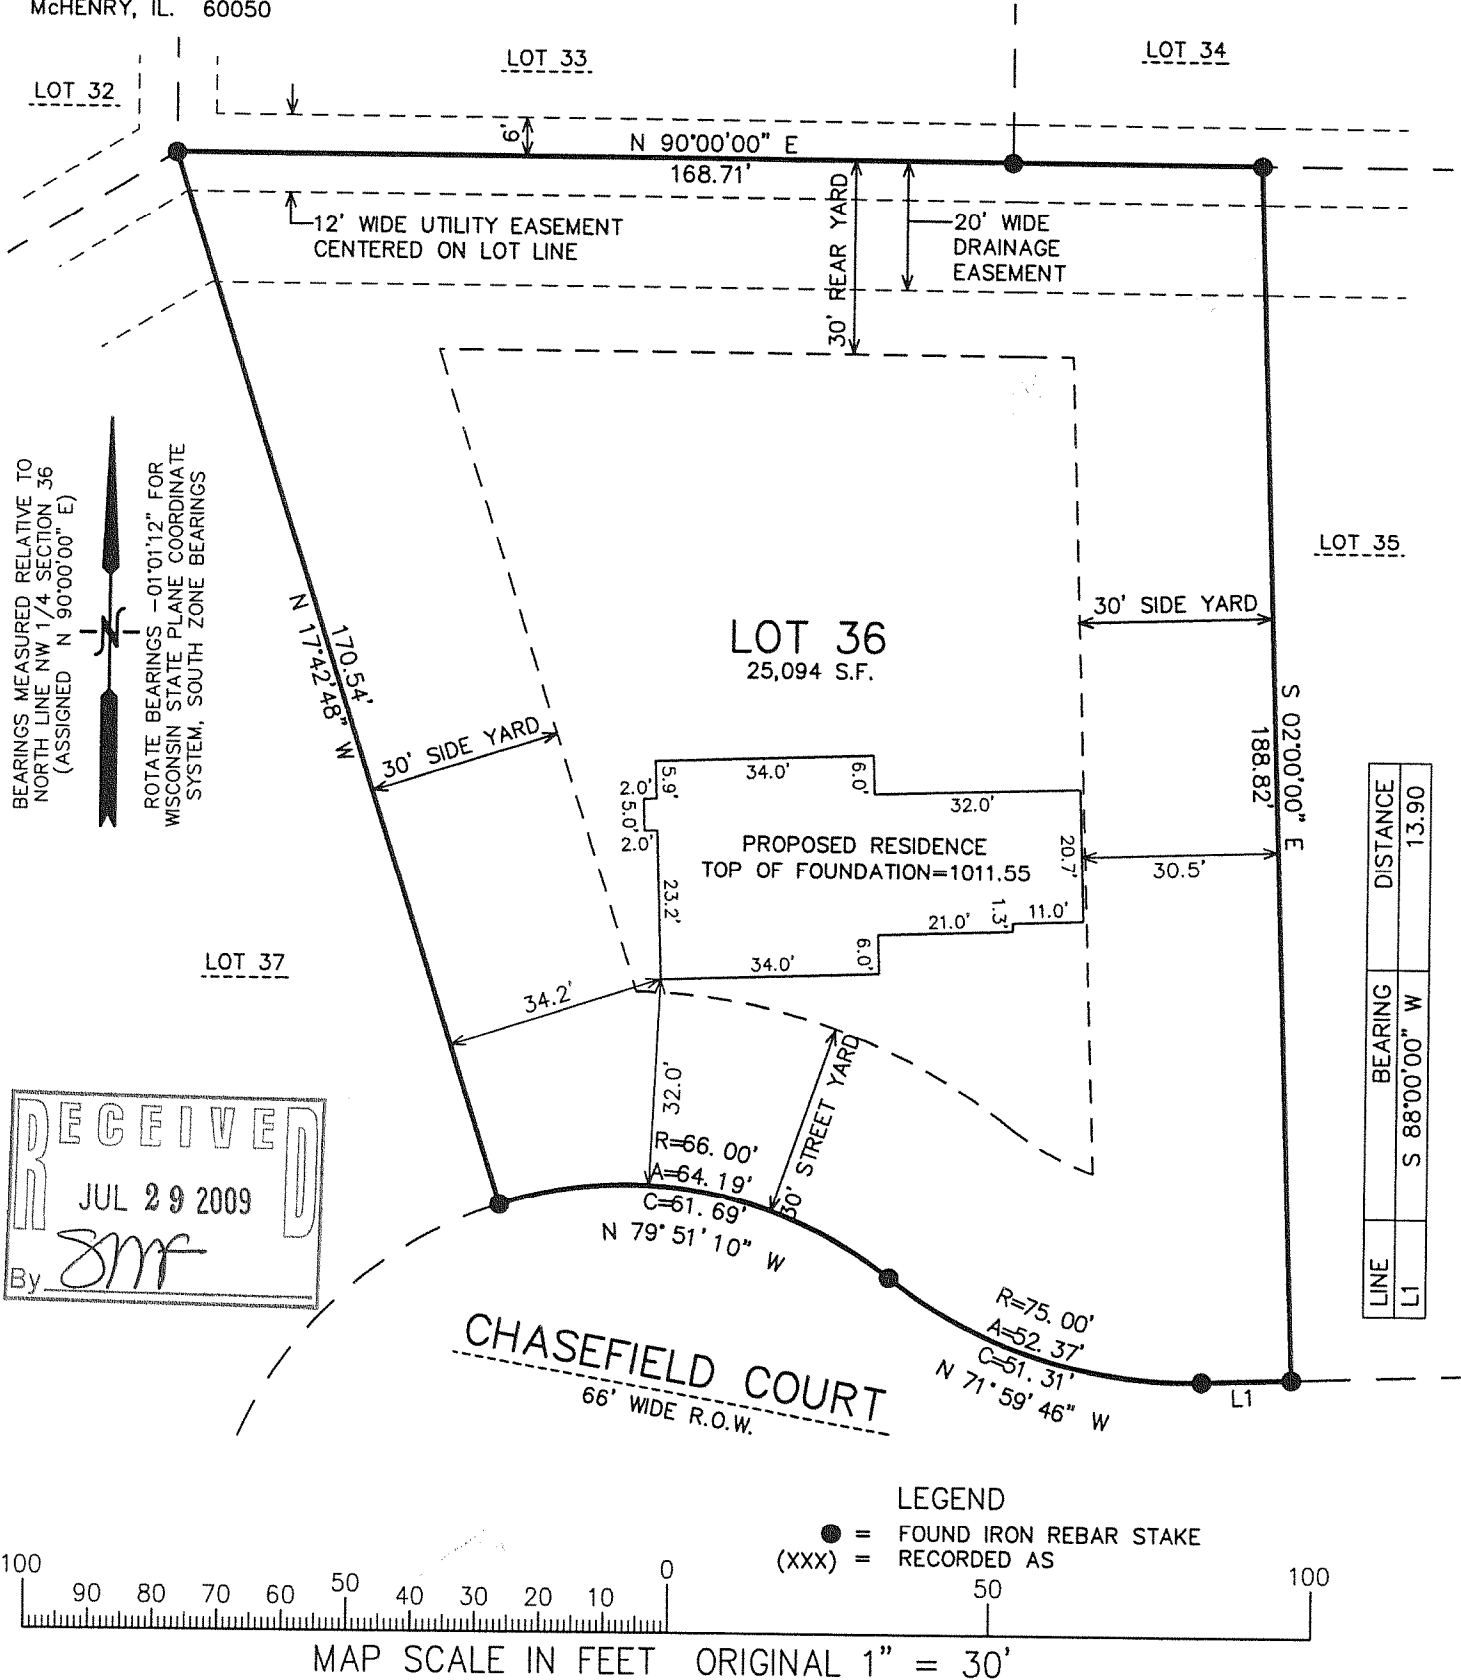 McHENRY, IL. 60050
LOT 33
LOT 34
LOT 32
6'
N 90°00'00" E
168.71'
12' WIDE UTILITY EASEMENT
CENTERED ON LOT LINE
30' REAR YARD
20' WIDE
DRAINAGE
EASEMENT
BEARINGS MEASURED RELATIVE TO
NORTH LINE NW 1/4 SECTION 36
(ASSIGNED N 90°00'00" E)
N
ROTATE BEARINGS -01°01'12" FOR
WISCONSIN STATE PLANE COORDINATE
SYSTEM, SOUTH ZONE BEARINGS
170.54'
N 17°42'48" W
LOT 35
30' SIDE YARD
LOT 36
25,094 S.F.
S 02°00'00" E
188.82'
30' SIDE YARD
34.0'
6.0'
5.9'
2.0'
5.0'
2.0'
32.0'
PROPOSED RESIDENCE
TOP OF FOUNDATION=1011.55
20.7'
30.5'
23.2'
1.3'
11.0'
21.0'
6.0'
34.0'
LOT 37
34.2'
32.0'
30' STREET YARD
LINE BEARING DISTANCE
L1 S 88°00'00" W 13.90
RECEIVED
JUL 29 2009
By SMF
R=66.00'
A=64.19'
C=61.69'
N 79°51'10" W
R=75.00'
A=52.37'
C=51.31'
N 71°59'46" W
L1
CHASEFIELD COURT
66' WIDE R.O.W.
LEGEND
= FOUND IRON REBAR STAKE
(XXX) = RECORDED AS
100 90 80 70 60 50 40 30 20 10 0 50 100
MAP SCALE IN FEET ORIGINAL 1" = 30'